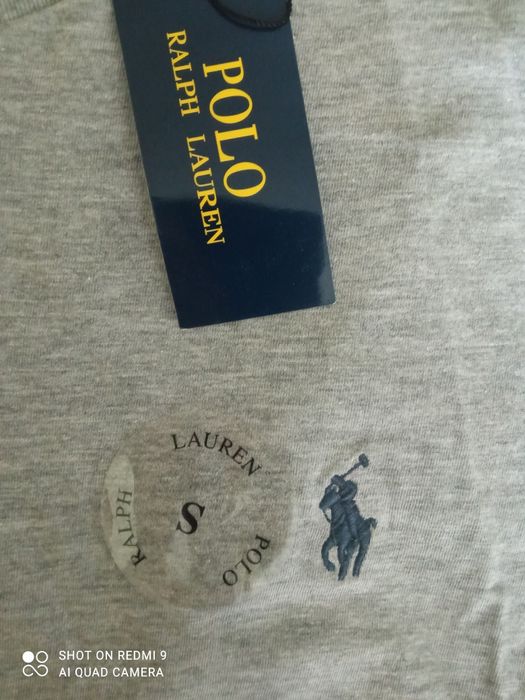 POLO
RALPH LAUREN
RALPH LAUREN POLO
S
SHOT ON REDMI 9
AI QUAD CAMERA